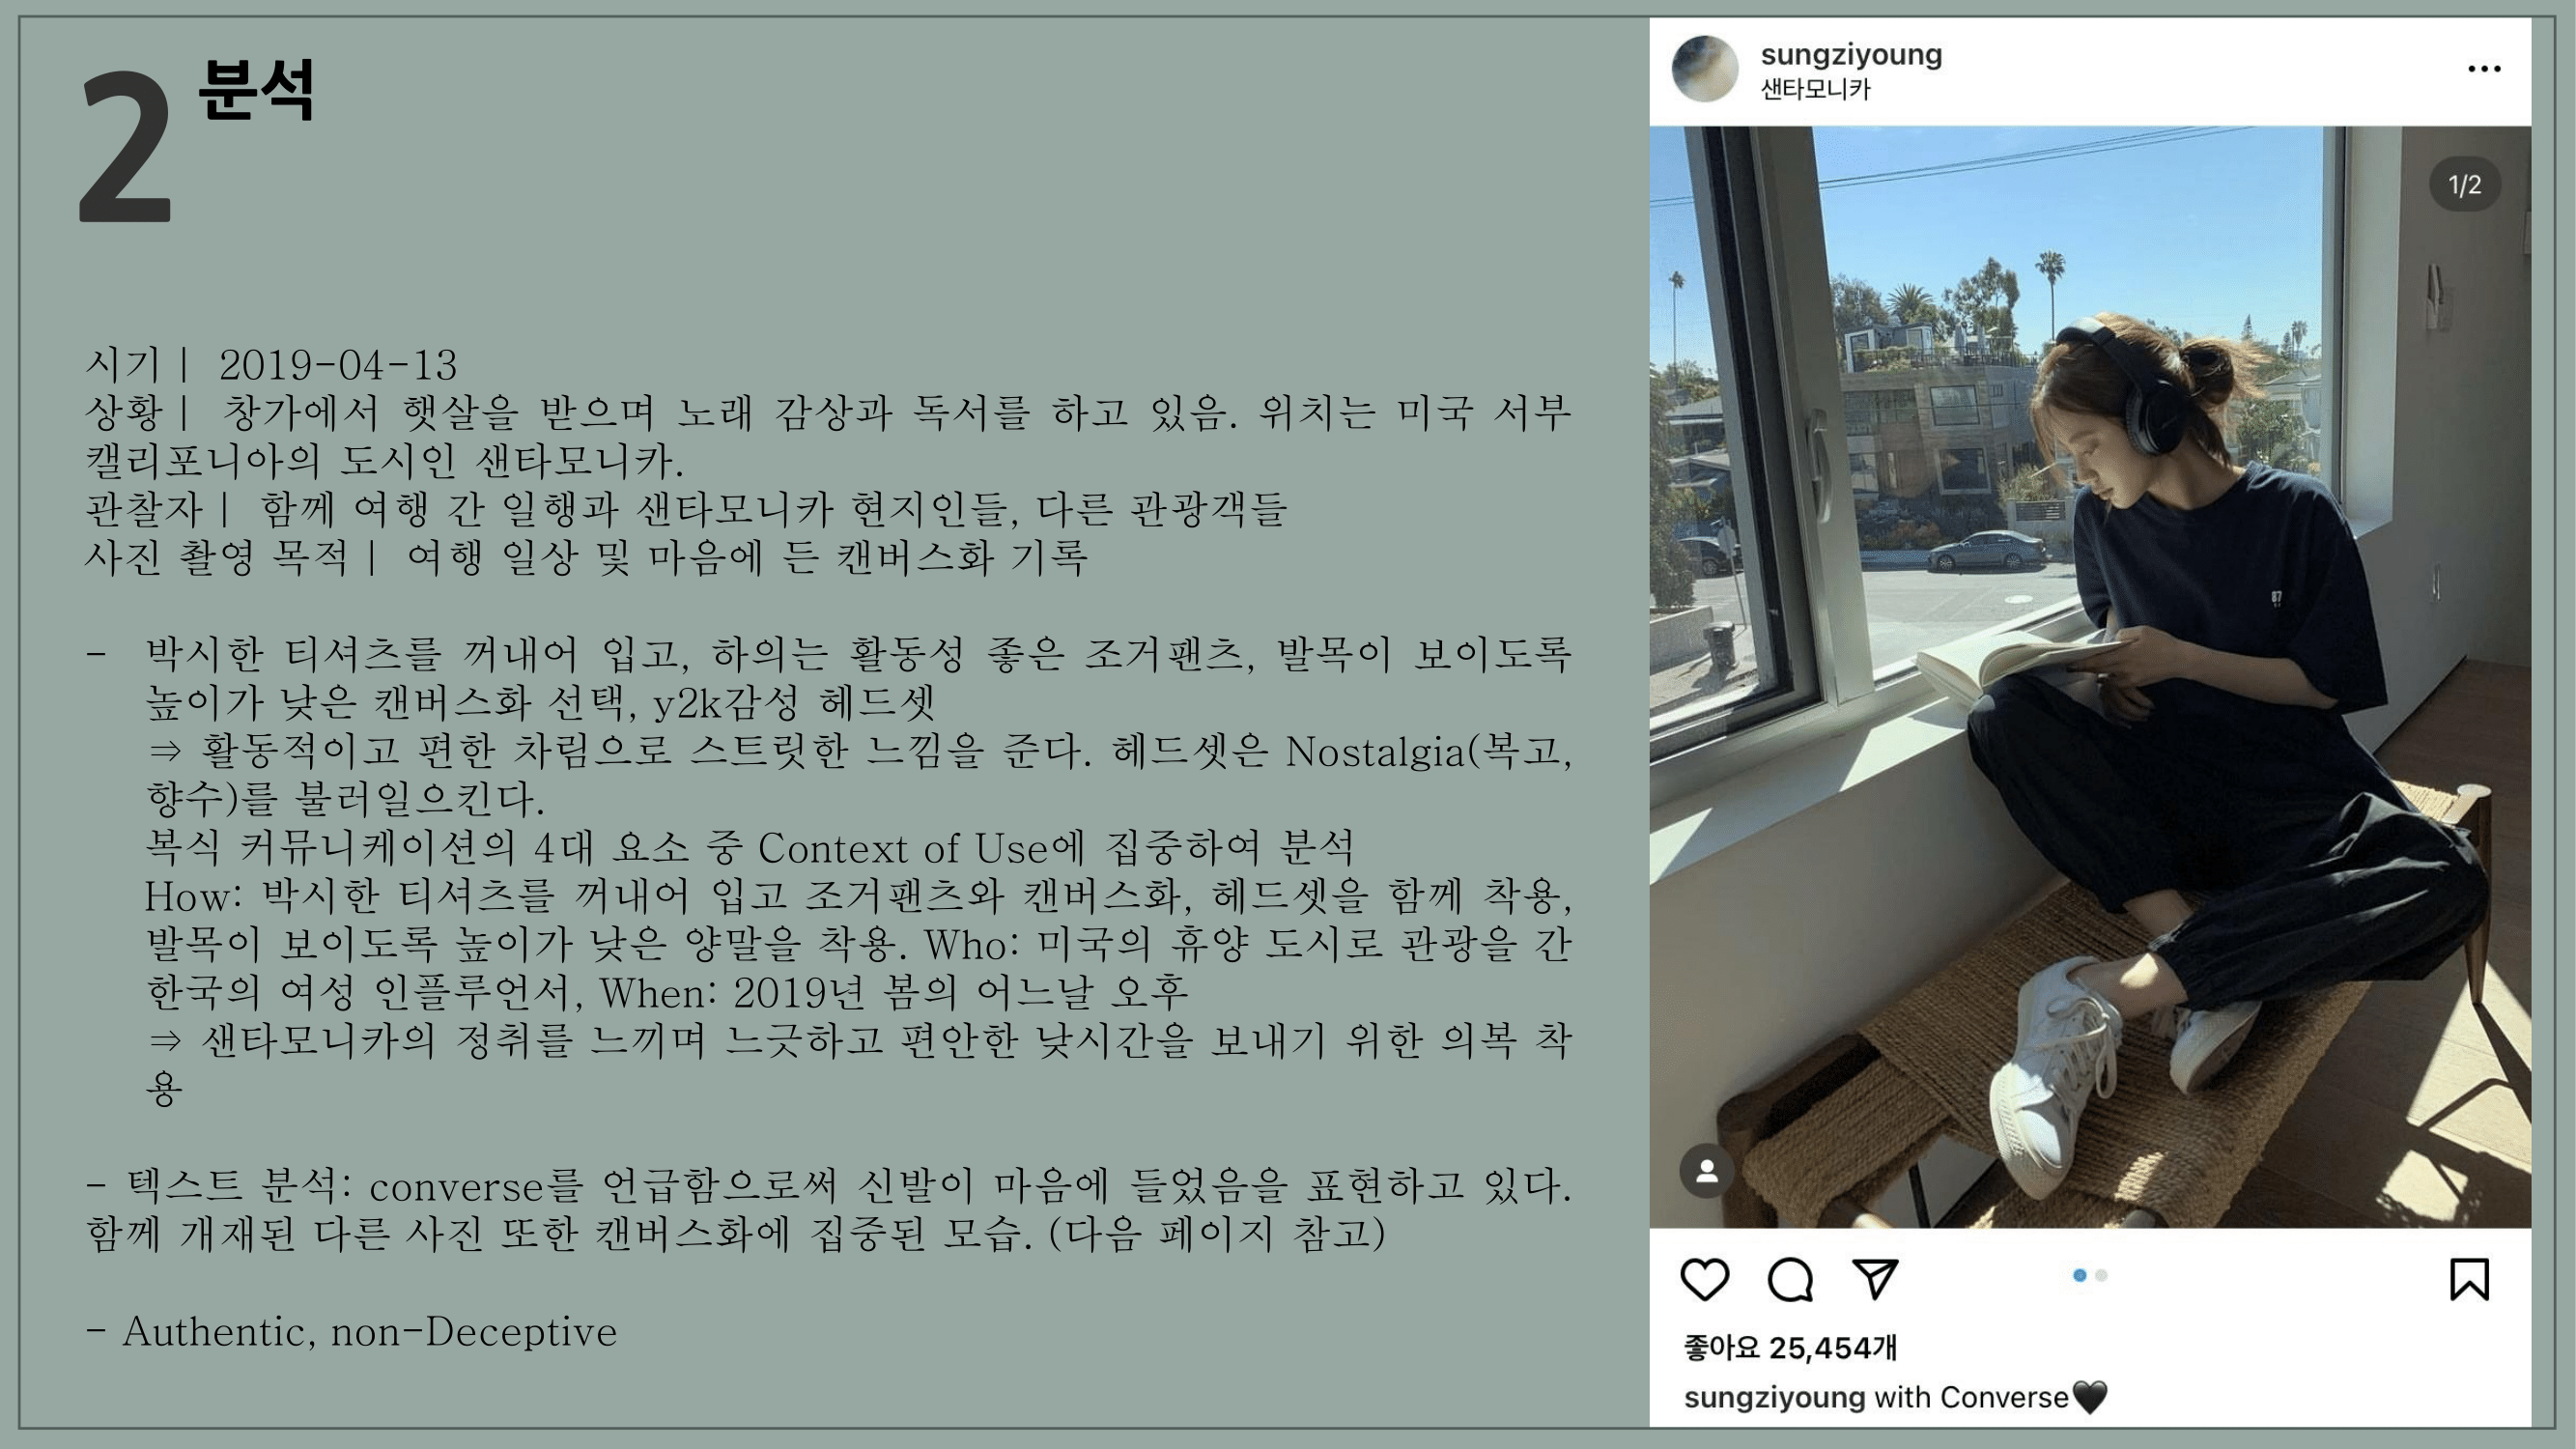 2 분석
시기 | 2019-04-13
상황 | 창가에서 햇살을 받으며 노래 감상과 독서를 하고 있음. 위치는 미국 서부
캘리포니아의 도시인 샌타모니카.
관찰자 | 함께 여행 간 일행과 샌타모니카 현지인들, 다른 관광객들
사진 촬영 목적 | 여행 일상 및 마음에 든 캔버스화 기록
- 박시한 티셔츠를 꺼내어 입고, 하의는 활동성 좋은 조거팬츠, 발목이 보이도록
높이가 낮은 캔버스화 선택, y2k감성 헤드셋
⇒ 활동적이고 편한 차림으로 스트릿한 느낌을 준다. 헤드셋은 Nostalgia(복고,
향수)를 불러일으킨다.
복식 커뮤니케이션의 4대 요소 중 Context of Use에 집중하여 분석
How: 박시한 티셔츠를 꺼내어 입고 조거팬츠와 캔버스화, 헤드셋을 함께 착용,
발목이 보이도록 높이가 낮은 양말을 착용. Who: 미국의 휴양 도시로 관광을 간
한국의 여성 인플루언서, When: 2019년 봄의 어느날 오후
⇒ 샌타모니카의 정취를 느끼며 느긋하고 편안한 낮시간을 보내기 위한 의복 착
용
- 텍스트 분석: converse를 언급함으로써 신발이 마음에 들었음을 표현하고 있다.
함께 개재된 다른 사진 또한 캔버스화에 집중된 모습. (다음 페이지 참고)
- Authentic, non-Deceptive
sungziyoung
샌타모니카
1/2
87
좋아요 25,454개
sungziyoung with Converse🖤